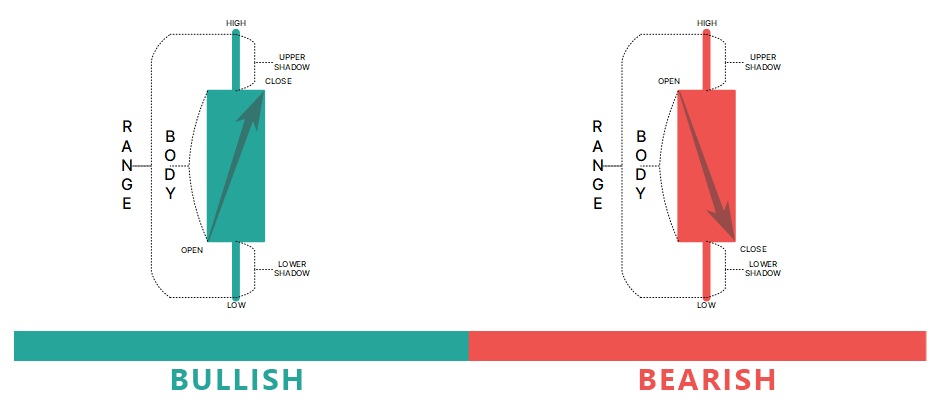 HIGH
UPPER
SHADOW
CLOSE
RANGE
BODY
OPEN
LOWER
SHADOW
LOW
BULLISH
HIGH
UPPER
SHADOW
OPEN
RANGE
BODY
CLOSE
LOWER
SHADOW
LOW
BEARISH